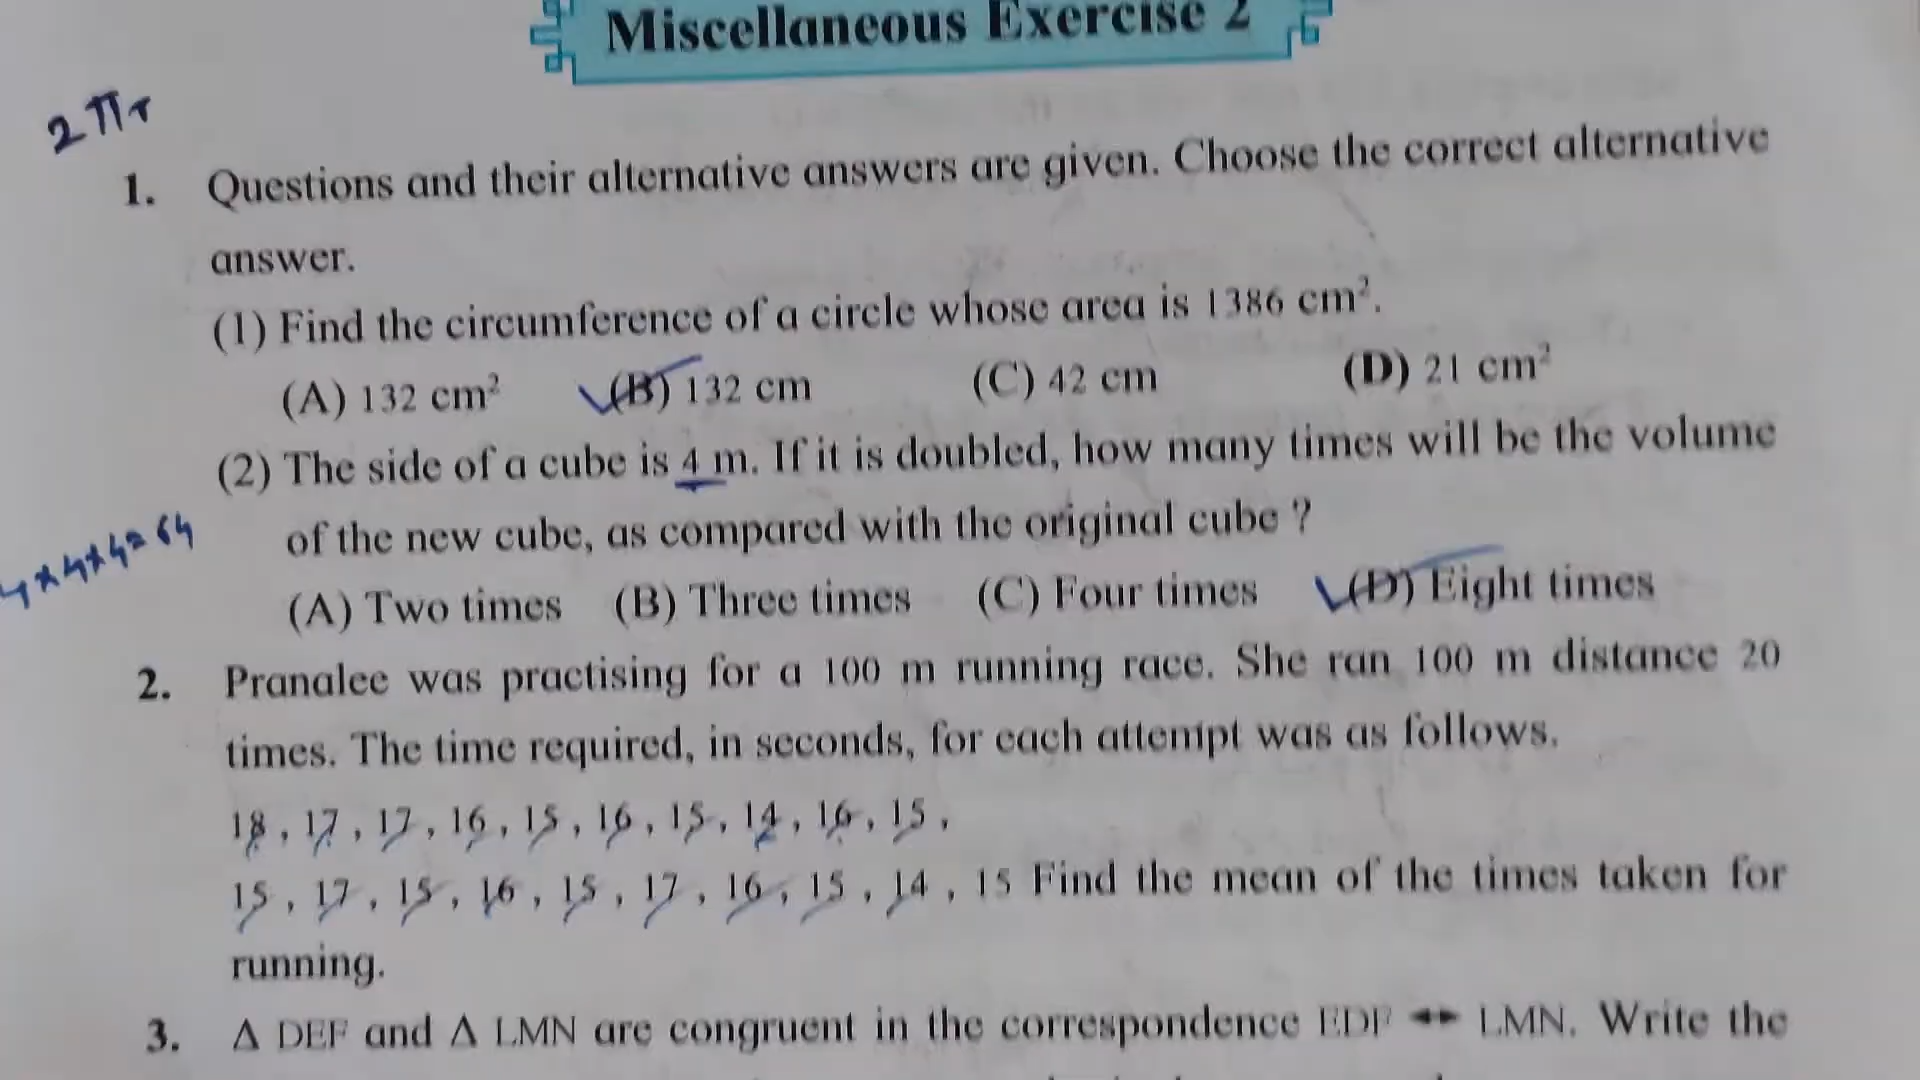 Miscellaneous Exercise 2
2πr
1. Questions and their alternative answers are given. Choose the correct alternative
answer.
(1) Find the circumference of a circle whose area is 1386 cm².
(A) 132 cm² (B) 132 cm (C) 42 cm (D) 21 cm²
(2) The side of a cube is 4 m. If it is doubled, how many times will be the volume
of the new cube, as compared with the original cube ?
4×4×4=64
(A) Two times (B) Three times (C) Four times (D) Eight times
2. Pranalee was practising for a 100 m running race. She ran 100 m distance 20
times. The time required, in seconds, for each attempt was as follows.
18, 17, 17, 16, 15, 16, 15, 14, 16, 15,
15, 17, 15, 16, 15, 17, 16, 15, 14, 15 Find the mean of the times taken for
running.
3. Δ DEF and Δ LMN are congruent in the correspondence EDF ↔ LMN. Write the